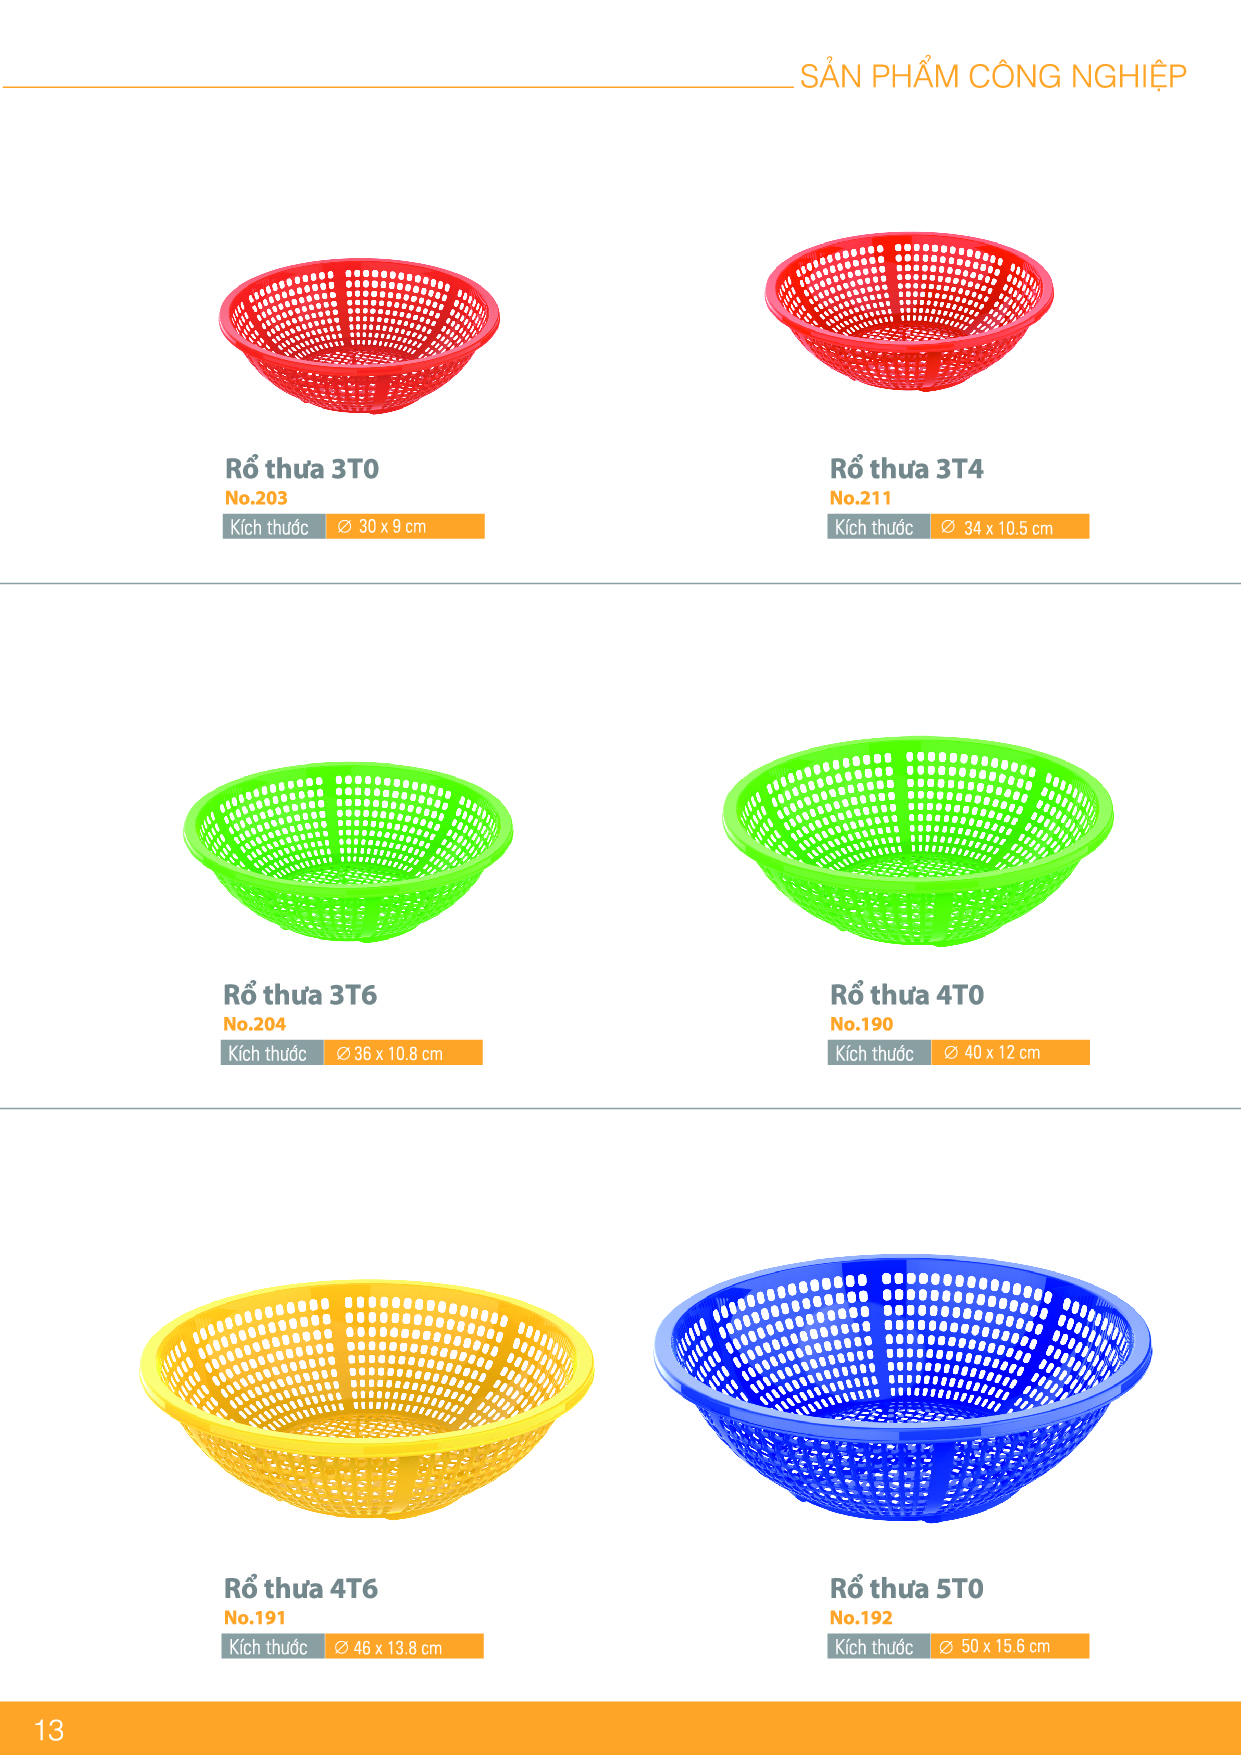 SẢN PHẨM CÔNG NGHIỆP
Rổ thưa 3T0
No.203
Kích thước ∅ 30 x 9 cm
Rổ thưa 3T4
No.211
Kích thước ∅ 34 x 10.5 cm
Rổ thưa 3T6
No.204
Kích thước ∅ 36 x 10.8 cm
Rổ thưa 4T0
No.190
Kích thước ∅ 40 x 12 cm
Rổ thưa 4T6
No.191
Kích thước ∅ 46 x 13.8 cm
Rổ thưa 5T0
No.192
Kích thước ∅ 50 x 15.6 cm
13